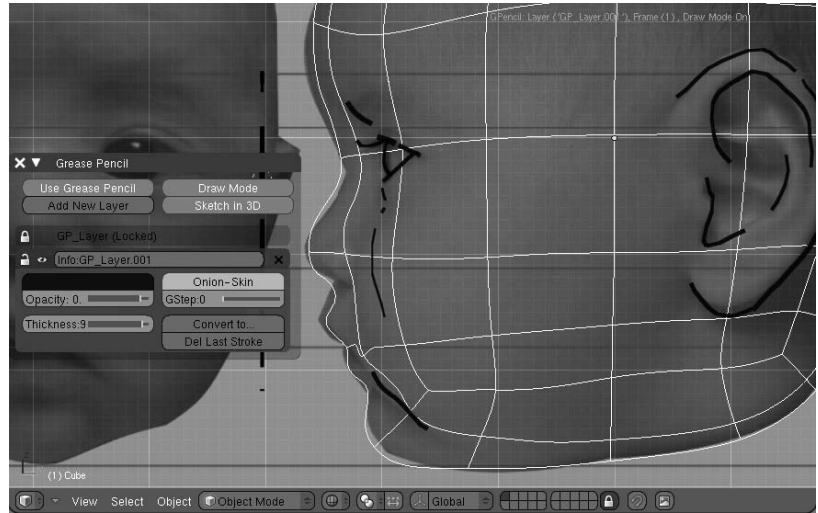 GPencil: Layer ('GP_Layer.001'), Frame (1) , Draw Mode On
Grease Pencil
Use Grease Pencil Draw Mode
Add New Layer Sketch in 3D
GP_Layer (Locked)
Info:GP_Layer.001
Onion-Skin
Opacity: 0. GStep:0
Thickness:9 Convert to...
Del Last Stroke
(1) Cube
View Select Object Object Mode Global